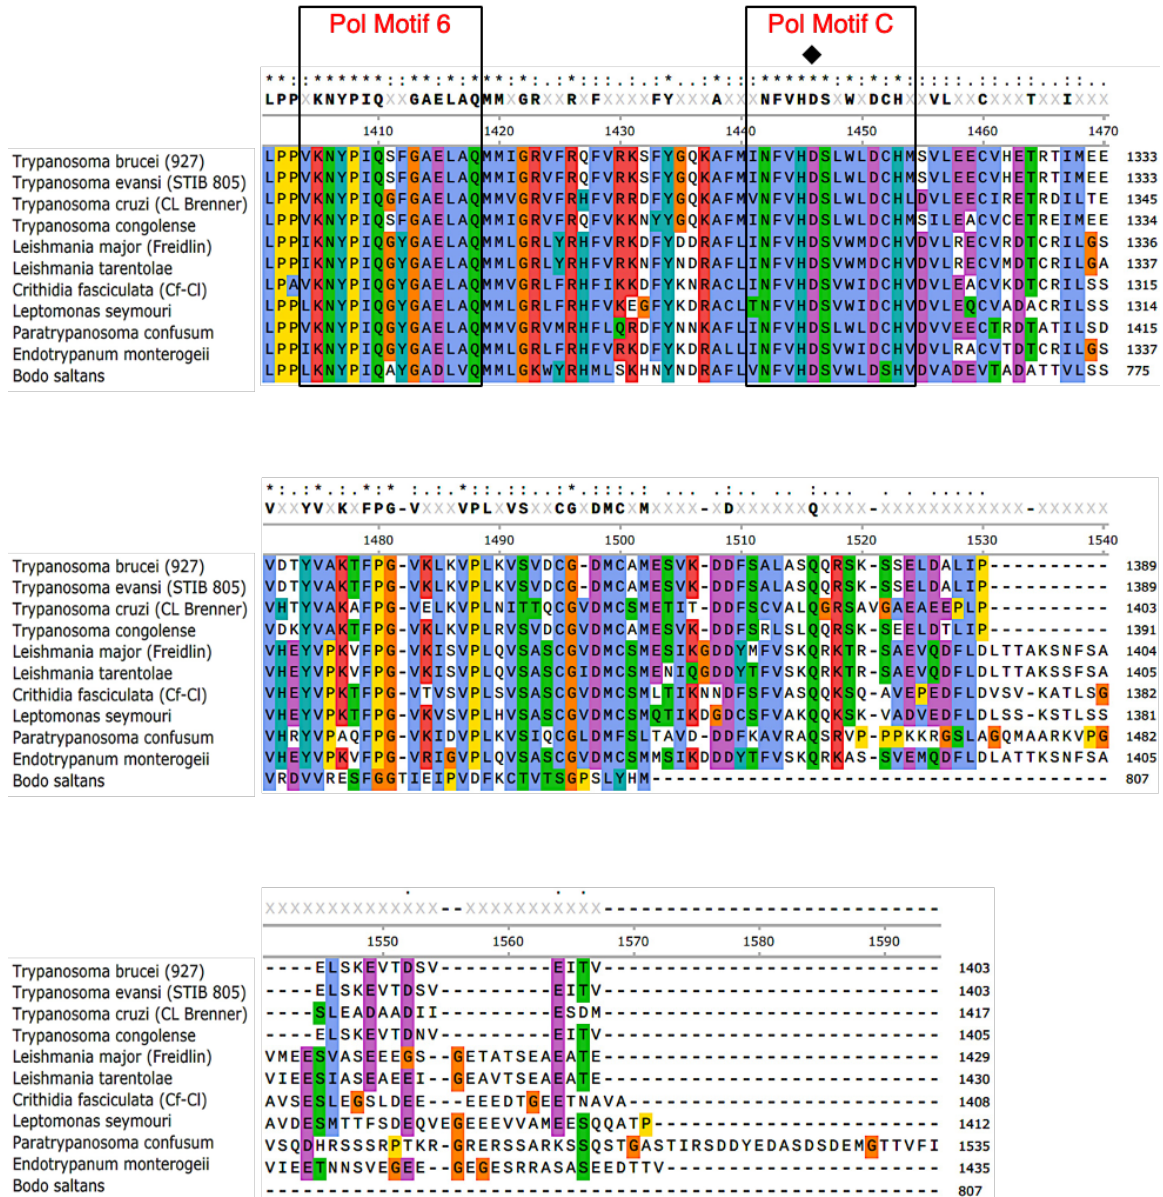 Pol Motif 6 Pol Motif C
LPPXKNYPIQXXGAELAQMMXGRXXRXFXXXXFYXXXAXXXNFVHDSXWXDCHXXVLXXCXXXTXXIXXX
1410 1420 1430 1440 1450 1460 1470
Trypanosoma brucei (927) LPPVKNYPIQSFGAELAQMMIGRVFRQFVRKSFYGQKAFMINFVHDSLWLDCHMSVLEECVHETRTIMEE 1333
Trypanosoma evansi (STIB 805) LPPVKNYPIQSFGAELAQMMIGRVFRQFVRKSFYGQKAFMINFVHDSLWLDCHMSVLEECVHETRTIMEE 1333
Trypanosoma cruzi (CL Brenner) LPPVKNYPIQGFGAELAQMMIGRVFRHFVRKNFYGQKAFMVNFVHDSLWLDCHLDVLEECIRETRDILTE 1345
Trypanosoma congolense LPPVKNYPIQSFGAELAQMMIGRVFRQFVKKNYYGQKAFMINFVHDSLWLDCHMSILEACVCETREIMEE 1334
Leishmania major (Freidlin) LPPIKNYPIQGYGAELAQMMLGRLYRHFVRKDFYDDRAFLINFVHDSVWMDCHVDVLRECVRDTCRILGS 1336
Leishmania tarentolae LPPIKNYPIQGYGAELAQMMLGRLYRHFVRKNFYNDRAFLINFVHDSVWMDCHVDVLRECVMDTCRILGA 1337
Crithidia fasciculata (Cf-Cl) LPAVKNYPIQGYGAELAQMMVGRLFRHFIKKDFYKNRACLINFVHDSVWIDCHVDVLEACVKDTCRILSS 1315
Leptomonas seymouri LPPLKNYPIQGYGAELAQMMLGRLFRHFVKEGFYKDRACLTNFVHDSVWIDCHVDVLEQCVADACRILSS 1314
Paratrypanosoma confusum LPPVKNYPIQGYGAELAQMMVGRVMRHFLQRDFYNNKAFLINFVHDSLWLDCHVDVVEECTRDTATILSD 1415
Endotrypanum monterogeii LPPIKNYPIQGYGAELAQMMLGRLFRHFVRKDFYKDRALLINFVHDSVWIDCHVDVLRACVTDTCRILGS 1337
Bodo saltans LPPLKNYPIQAYGADLVQMMLGKWYRHMLSKHNYNDRAFLVNFVHDSVWLDSHVDVADEVTADATTVLSS 775
VXXYVXKXFPG-VXXXVPLXVSXXCGXDMCXMXXXX-XDXXXXXXQXXXX-XXXXXXXXXXXX-XXXXXX
1480 1490 1500 1510 1520 1530 1540
Trypanosoma brucei (927) VDTYVAKTFPG-VKLKVPLKVSVDCG-DMCAMESVK-DDFSALASQQRSK-SSELDALIP---------- 1389
Trypanosoma evansi (STIB 805) VDTYVAKTFPG-VKLKVPLKVSVDCG-DMCAMESVK-DDFSALASQQRSK-SSELDALIP---------- 1389
Trypanosoma cruzi (CL Brenner) VHTYVAKAFPG-VELKVPLNITTQCGVDMCSMETIT-DDFSCVALQGRSAVGAEAEEPLP---------- 1403
Trypanosoma congolense VDKYVAKTFPG-VKLKVPLRVSVDCGVDMCAMESVK-DDFSRLSLQQRSK-SEELDTLIP---------- 1391
Leishmania major (Freidlin) VHEYVPKVFPG-VKISVPLQVSASCGVDMCSMESIKGDDYMFVSKQRKTR-SAEVQDFLDLTTAKSNFSA 1404
Leishmania tarentolae VHEYVPKVFPG-VKISVPLQVSASCGIDMCSMENIQGDDYTFVSKQRKTR-SAEVQDFLDLTTAKSNFSA 1405
Crithidia fasciculata (Cf-Cl) VHEYVPKTFPG-VTVSVPLSVSASCGVDMCSMLTIKNNDFSFVASQQKSQ-AVEPEDFLDVSV-KATLSG 1382
Leptomonas seymouri VHEYVPKTFPG-VKVSVPLHVSASCGVDMCSMQTIKDGDCSFVAKQQKSK-VADVEDFLDLSS-KSTLSS 1381
Paratrypanosoma confusum VHRYVPAQFPG-VKIDVPLKVSIQCGLDMFSLTAVD-DDFKAVRAQSRVP-PPKKRGSLAGQMAARKVPG 1482
Endotrypanum monterogeii VHEYVPKVFPG-VRIGVPLQVSASCGVDMCSMMSIKDDDYTFVSKQRKAS-SVEMQDFLDLATTKSNFSA 1405
Bodo saltans VRDVVRESFGGTIEIPVDFKCTVTSGPSLYHM-------------------------------------- 807
XXXXXXXXXXXXXX--XXXXXXXXXXX---------------------------
1550 1560 1570 1580 1590
Trypanosoma brucei (927) ----ELSKEVTDSV---------EITV--------------------------- 1403
Trypanosoma evansi (STIB 805) ----ELSKEVTDSV---------EITV--------------------------- 1403
Trypanosoma cruzi (CL Brenner) ----SLEADAADII---------ESDM--------------------------- 1417
Trypanosoma congolense ----ELSKEVTDNV---------EITV--------------------------- 1405
Leishmania major (Freidlin) VMEESVASEEEGS--GETATSEAEATE--------------------------- 1429
Leishmania tarentolae VIEESIASEAEEI--GEAVTSEAEATE--------------------------- 1430
Crithidia fasciculata (Cf-Cl) AVSESLEGSLDEE---EEEDTGEETNAVA------------------------- 1408
Leptomonas seymouri AVDESMTTFSDEQVEGEEEVVAMEESQQATP----------------------- 1412
Paratrypanosoma confusum VSQDHRSSSRPTKR-GRERSSARKSSQSTGASTIRSDDYEDASDSDEMGTTVFI 1535
Endotrypanum monterogeii VIEETNNSVEGEE--GEGESRRASASEEDTTV---------------------- 1435
Bodo saltans ------------------------------------------------------ 807